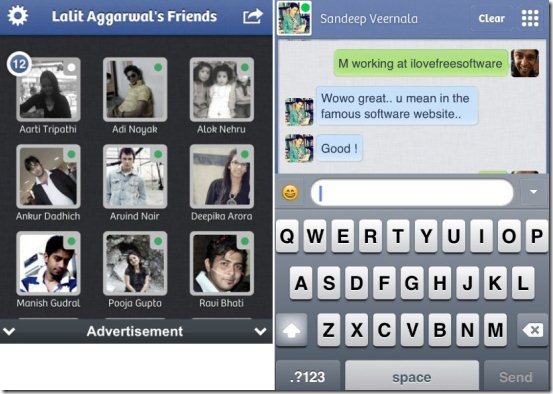 Lalit Aggarwal's Friends
12
Aarti Tripathi
Adi Nayak
Alok Nehru
Ankur Dadhich
Arvind Nair
Deepika Arora
Manish Gudral
Pooja Gupta
Ravi Bhati
Advertisement
Sandeep Veernala
Clear
M working at ilovefreesoftware
Wowo great.. u mean in the
famous software website..
Good !
Q W E R T Y U I O P
A S D F G H J K L
Z X C V B N M
.?123
space
Send